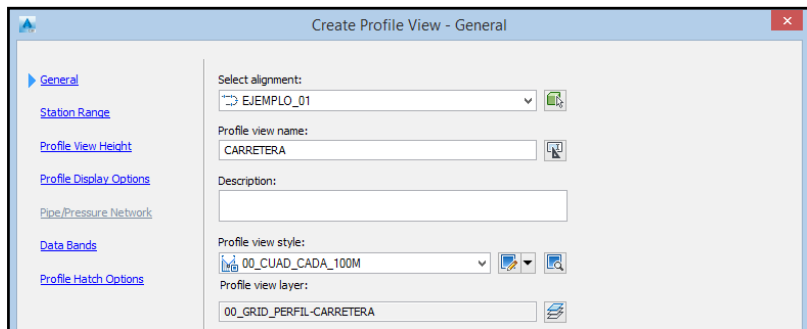 Create Profile View - General
General
Station Range
Profile View Height
Profile Display Options
Pipe/Pressure Network
Data Bands
Profile Hatch Options
Select alignment:
EJEMPLO_01
Profile view name:
CARRETERA
Description:
Profile view style:
00_CUAD_CADA_100M
Profile view layer:
00_GRID_PERFIL-CARRETERA